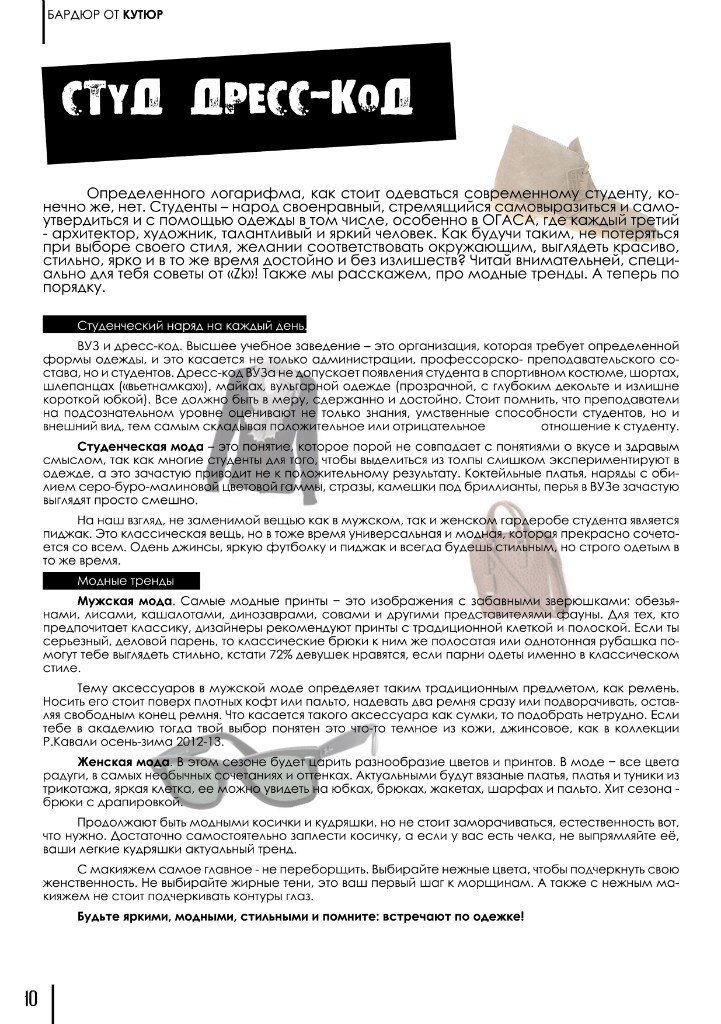 БАРДЮР ОТ КУТЮР
СТУД ДРЕСС-КОД
Определенного логарифма, как стоит одеваться современному студенту, ко-
нечно же, нет. Студенты – народ своенравный, стремящийся самовыразиться и само-
утвердиться и с помощью одежды в том числе, особенно в ОГАСА, где каждый третий
- архитектор, художник, талантливый и яркий человек. Как будучи таким, не потеряться
при выборе своего стиля, желании соответствовать окружающим, выглядеть красиво,
стильно, ярко и в то же время достойно и без излишеств? Читай внимательней, специ-
ально для тебя советы от «Zk»! Также мы расскажем, про модные тренды. А теперь по
порядку.
Студенческий наряд на каждый день.
ВУЗ и дресс-код. Высшее учебное заведение – это организация, которая требует определенной
формы одежды, и это касается не только администрации, профессорско- преподавательского со-
става, но и студентов. Дресс-код ВУЗа не допускает появления студента в спортивном костюме, шортах,
шлепанцах («вьетнамках»), майках, вульгарной одежде (прозрачной, с глубоким декольте и излишне
короткой юбкой). Все должно быть в меру, сдержанно и достойно. Стоит помнить, что преподаватели
на подсознательном уровне оценивают не только знания, умственные способности студентов, но и
внешний вид, тем самым складывая положительное или отрицательное отношение к студенту.
Студенческая мода – это понятие, которое порой не совпадает с понятиями о вкусе и здравым
смыслом, так как многие студенты для того, чтобы выделиться из толпы слишком экспериментируют в
одежде, а это зачастую приводит не к положительному результату. Коктейльные платья, наряды с оби-
лием серо-буро-малиновой цветовой гаммы, стразы, камешки под бриллианты, перья в ВУЗе зачастую
выглядят просто смешно.
На наш взгляд, не заменимой вещью как в мужском, так и женском гардеробе студента является
пиджак. Это классическая вещь, но в тоже время универсальная и модная, которая прекрасно сочета-
ется со всем. Одень джинсы, яркую футболку и пиджак и всегда будешь стильным, но строго одетым в
то же время.
Модные тренды
Мужская мода. Самые модные принты – это изображения с забавными зверюшками: обезья-
нами, лисами, кашалотами, динозаврами, совами и другими представителями фауны. Для тех, кто
предпочитает классику, дизайнеры рекомендуют принты с традиционной клеткой и полоской. Если ты
серьезный, деловой парень, то классические брюки к ним же полосатая или однотонная рубашка по-
могут тебе выглядеть стильно, кстати 72% девушек нравятся, если парни одеты именно в классическом
стиле.
Тему аксессуаров в мужской моде определяет таким традиционным предметом, как ремень.
Носить его стоит поверх плотных кофт или пальто, надевать два ремня сразу или подворачивать, остав-
ляя свободным конец ремня. Что касается такого аксессуара как сумки, то подобрать нетрудно. Если
тебе в академию тогда твой выбор понятен это что-то темное из кожи, джинсовое, как в коллекции
Р.Кавали осень-зима 2012-13.
Женская мода. В этом сезоне будет царить разнообразие цветов и принтов. В моде – все цвета
радуги, в самых необычных сочетаниях и оттенках. Актуальными будут вязаные платья, платья и туники из
трикотажа, яркая клетка, ее можно увидеть на юбках, брюках, жакетах, шарфах и пальто. Хит сезона -
брюки с драпировкой.
Продолжают быть модными косички и кудряшки, но не стоит заморачиваться, естественность вот,
что нужно. Достаточно самостоятельно заплести косичку, а если у вас есть челка, не выпрямляйте её,
ваши легкие кудряшки актуальный тренд.
С макияжем самое главное - не переборщить. Выбирайте нежные цвета, чтобы подчеркнуть свою
женственность. Не выбирайте жирные тени, это ваш первый шаг к морщинам. А также с нежным ма-
кияжем не стоит подчеркивать контуры глаз.
Будьте яркими, модными, стильными и помните: встречают по одежке!
10